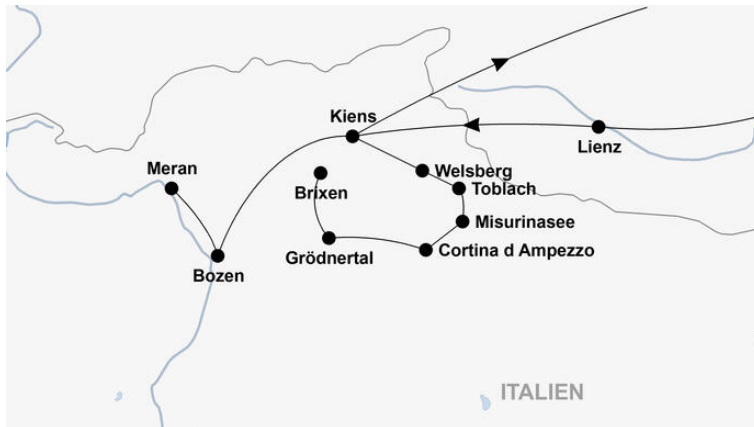 Kiens
Lienz
Meran
Welsberg
Brixen
Toblach
Misurinasee
Grödnertal
Cortina d Ampezzo
Bozen
ITALIEN